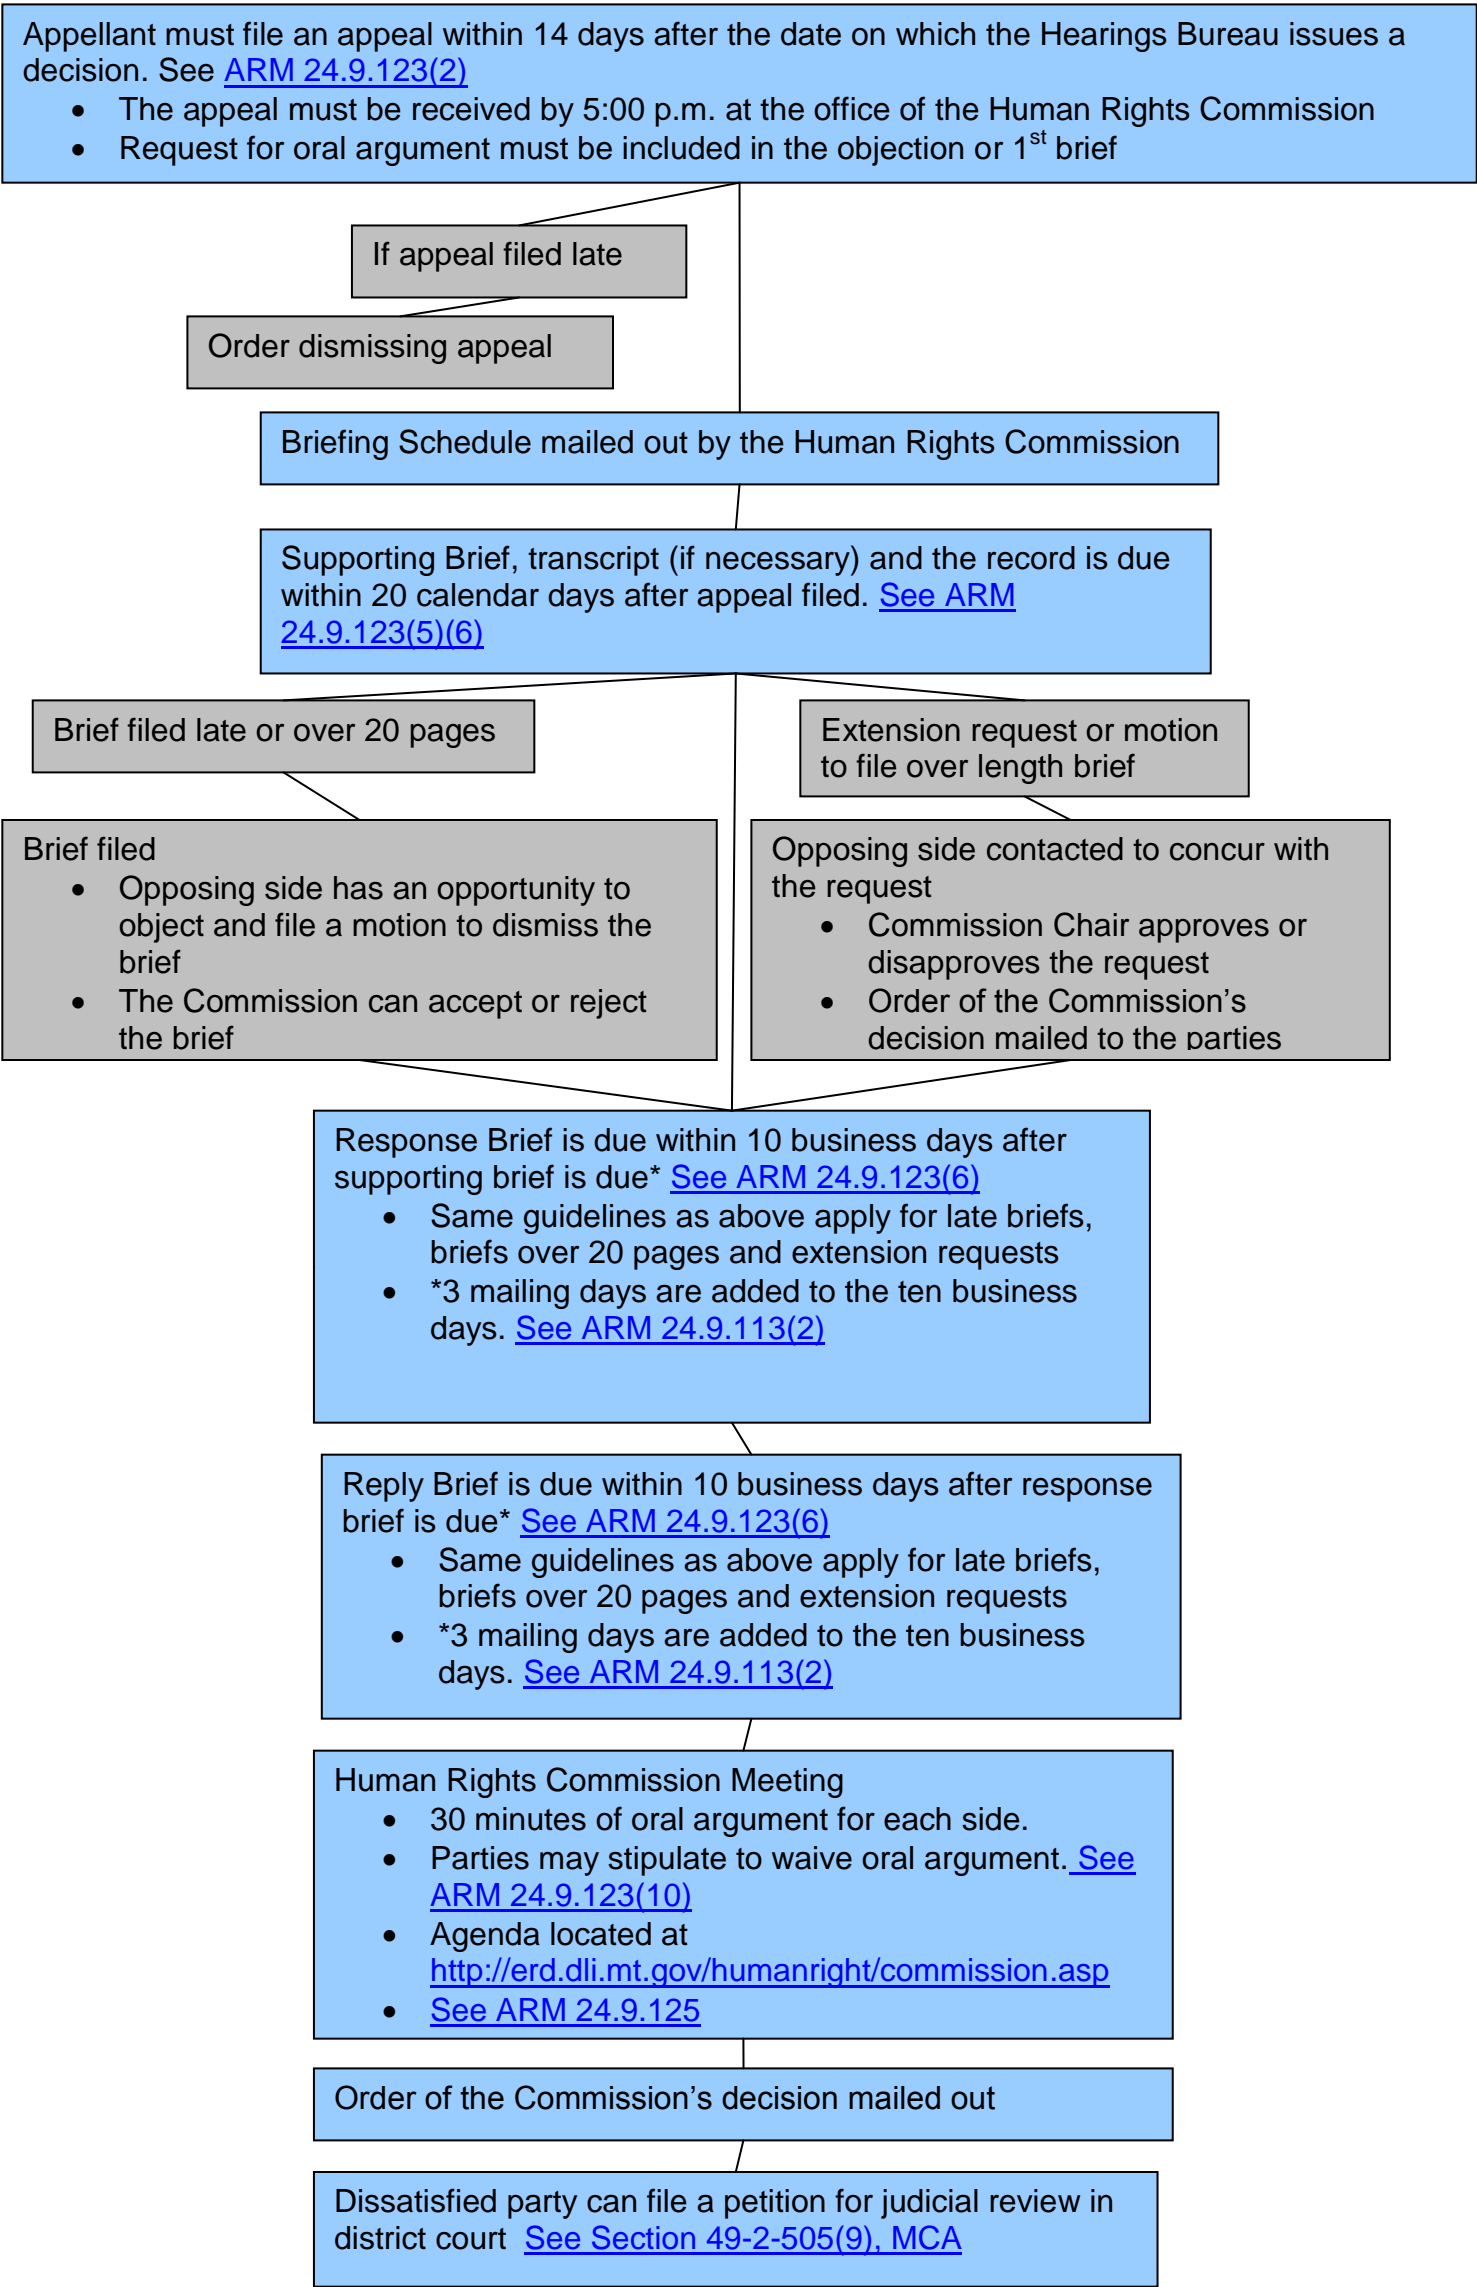 Appellant must file an appeal within 14 days after the date on which the Hearings Bureau issues a
decision. See ARM 24.9.123(2)
• The appeal must be received by 5:00 p.m. at the office of the Human Rights Commission
• Request for oral argument must be included in the objection or 1st brief
If appeal filed late
Order dismissing appeal
Briefing Schedule mailed out by the Human Rights Commission
Supporting Brief, transcript (if necessary) and the record is due
within 20 calendar days after appeal filed. See ARM
24.9.123(5)(6)
Brief filed late or over 20 pages
Extension request or motion
to file over length brief
Brief filed
• Opposing side has an opportunity to
object and file a motion to dismiss the
brief
• The Commission can accept or reject
the brief
Opposing side contacted to concur with
the request
• Commission Chair approves or
disapproves the request
• Order of the Commission’s
decision mailed to the parties
Response Brief is due within 10 business days after
supporting brief is due* See ARM 24.9.123(6)
• Same guidelines as above apply for late briefs,
briefs over 20 pages and extension requests
• *3 mailing days are added to the ten business
days. See ARM 24.9.113(2)
Reply Brief is due within 10 business days after response
brief is due* See ARM 24.9.123(6)
• Same guidelines as above apply for late briefs,
briefs over 20 pages and extension requests
• *3 mailing days are added to the ten business
days. See ARM 24.9.113(2)
Human Rights Commission Meeting
• 30 minutes of oral argument for each side.
• Parties may stipulate to waive oral argument. See
ARM 24.9.123(10)
• Agenda located at
http://erd.dli.mt.gov/humanright/commission.asp
• See ARM 24.9.125
Order of the Commission’s decision mailed out
Dissatisfied party can file a petition for judicial review in
district court See Section 49-2-505(9), MCA